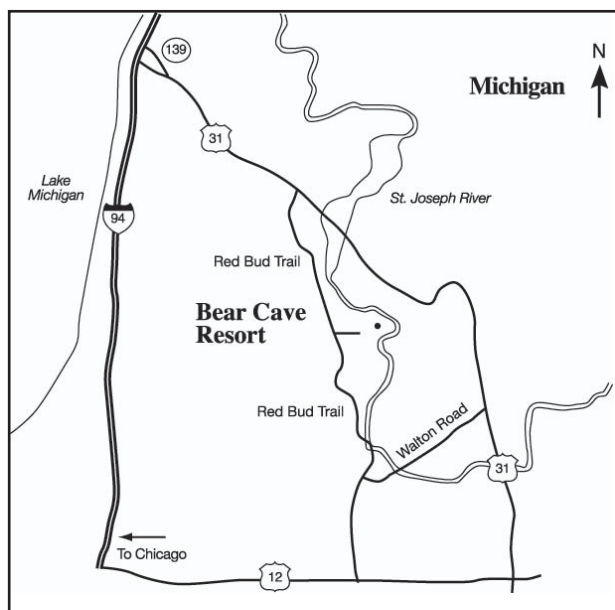 139
N
Michigan
31
Lake
Michigan
St. Joseph River
94
Red Bud Trail
Bear Cave
Resort
Red Bud Trail
Walton Road
31
To Chicago
12